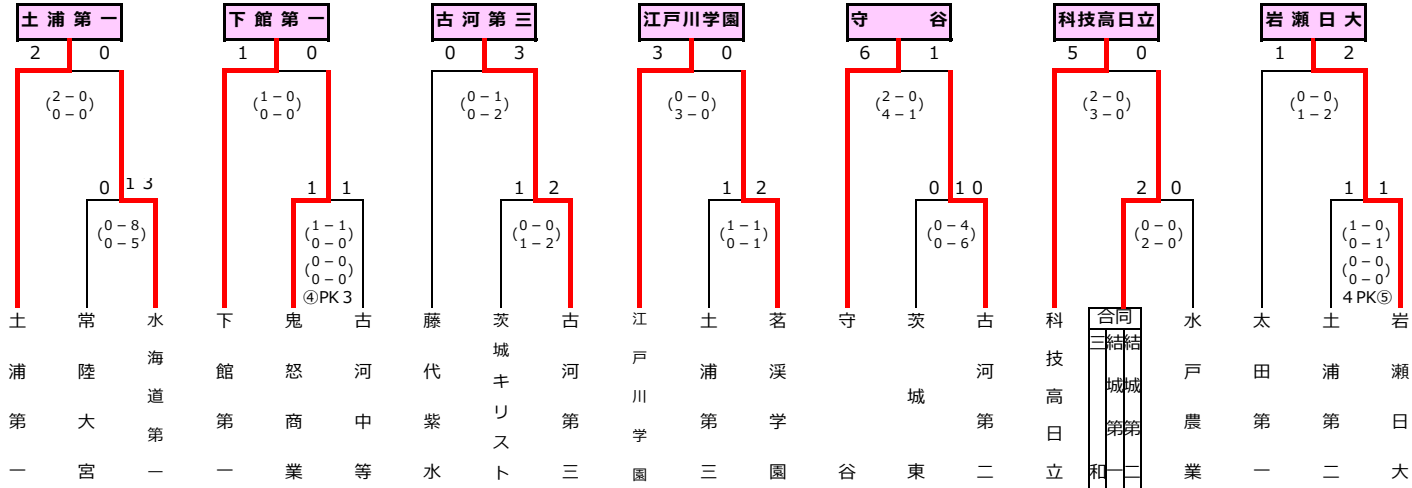 土浦第一 下館第一 古河第三 江戸川学園 守谷 科技高日立 岩瀬日大
2 0 1 0 0 3 3 0 6 1 5 0 1 2
(2－0 (1－0 (0－1 (0－0 (2－0 (2－0 (0－0
0－0) 0－0) 0－2) 3－0) 4－1) 3－0) 1－2)
0 13 1 1 1 2 1 2 0 10 2 0 1 1
(0－8 (1－1 (0－0 (1－1 (0－4 (0－0 (1－0
0－5) 0－0) 1－2) 0－1) 0－6) 2－0) 0－1)
(0－0 (0－0
0－0) 0－0)
④PK3 4PK⑤
土浦第一
常陸大宮
水海道第一
下館第一
鬼怒商業
古河中等
藤代紫水
茨城キリスト
古河第三
江戸川学園
土浦第三
茗渓学園
守谷
茨城東
古河第二
科技高日立
合同
三和
結城第一
結城第二
水戸農業
太田第一
土浦第二
岩瀬日大